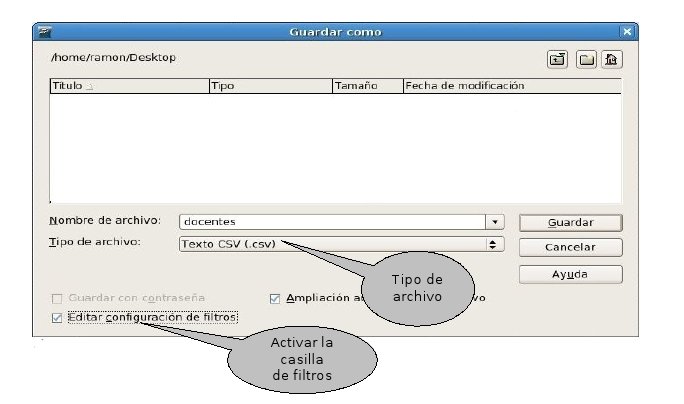 Guardar como
/home/ramon/Desktop
Título Tipo Tamaño Fecha de modificación
Nombre de archivo: docentes Guardar
Tipo de archivo: Texto CSV (.csv) Cancelar
Ayuda
Tipo de
archivo
Guardar con contraseña Ampliación
Editar configuración de filtros
Activar la
casilla
de filtros